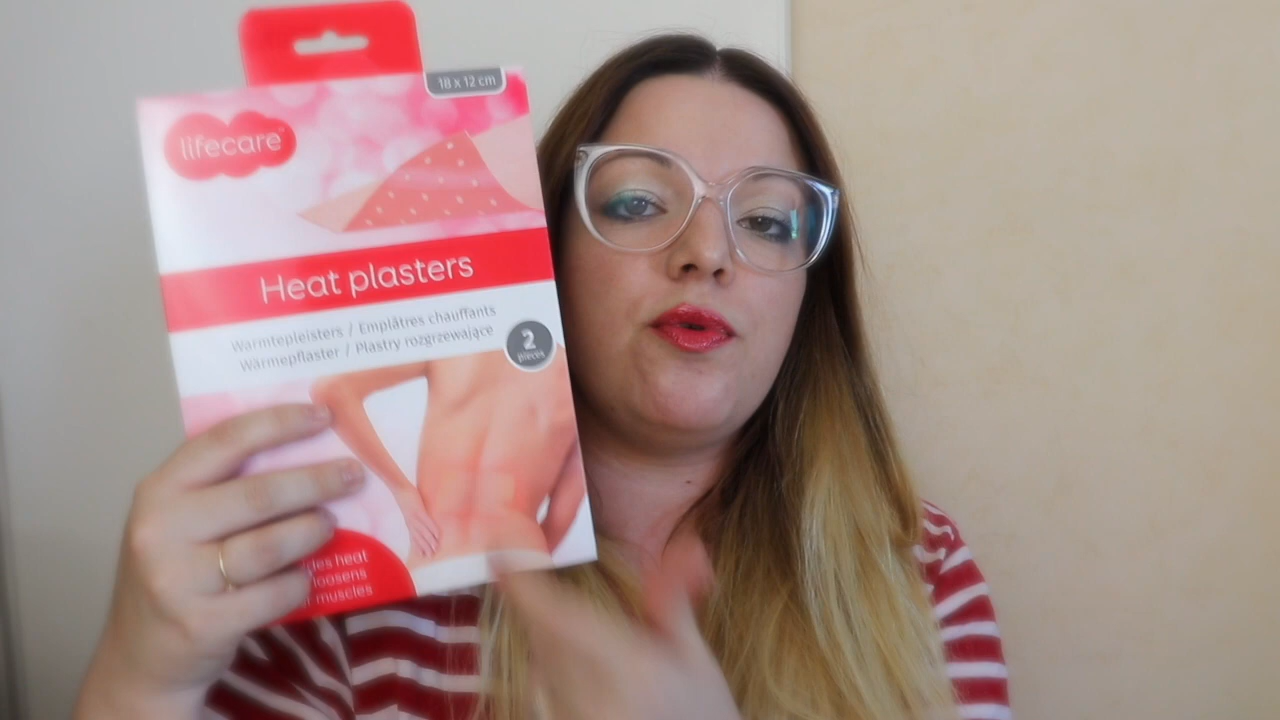 18 x 12 cm
lifecare
Heat plasters
Warmtepleisters / Emplâtres chauffants
Wärmepflaster / Plastry rozgrzewające
2
pieces
heat
loosens
muscles